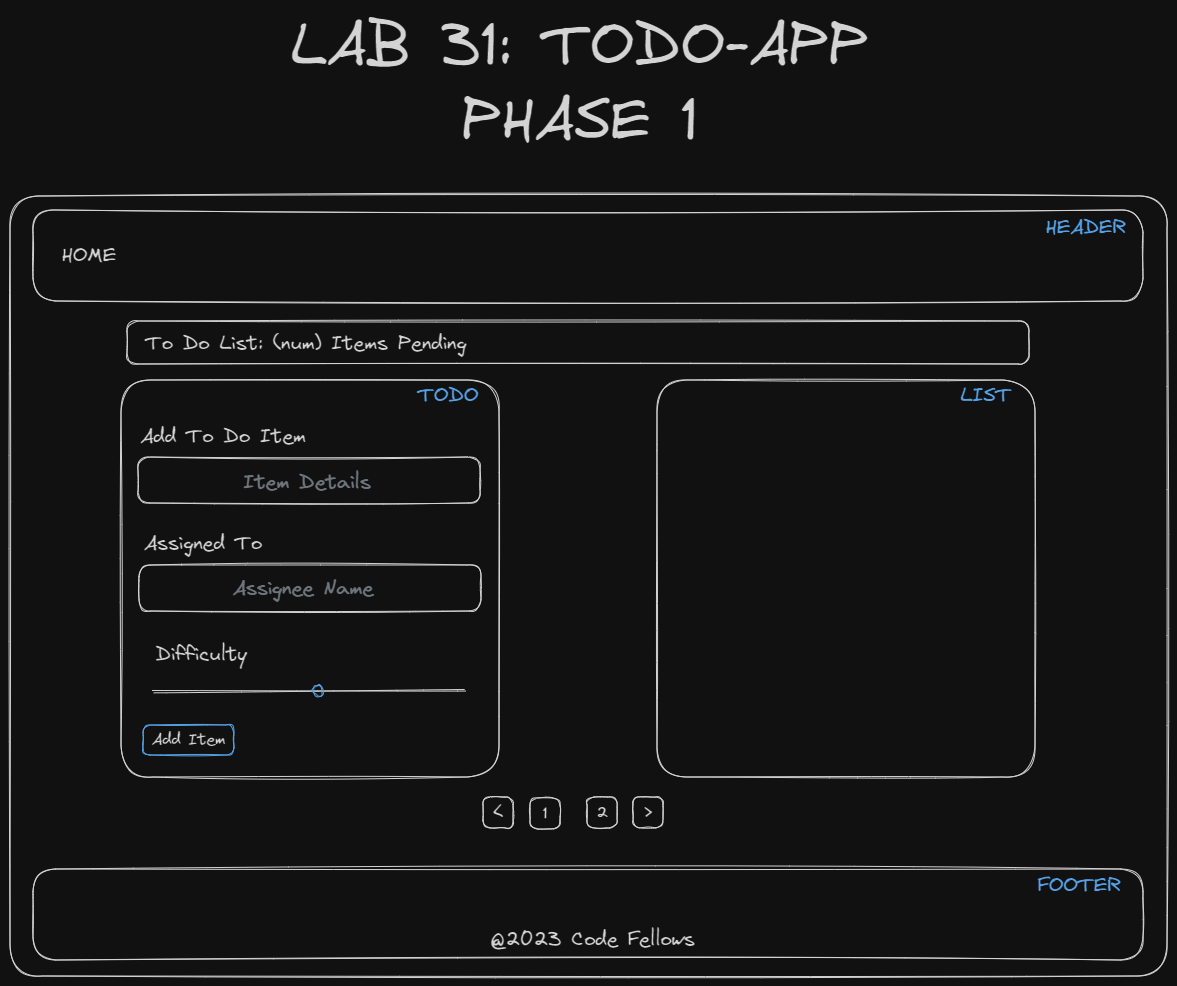 LAB 31: TODO-APP
PHASE 1
HEADER
HOME
To Do List: (num) Items Pending
TODO
Add To Do Item
Item Details
Assigned To
Assignee Name
Difficulty
Add Item
LIST
< 1 2 >
FOOTER
@2023 Code Fellows